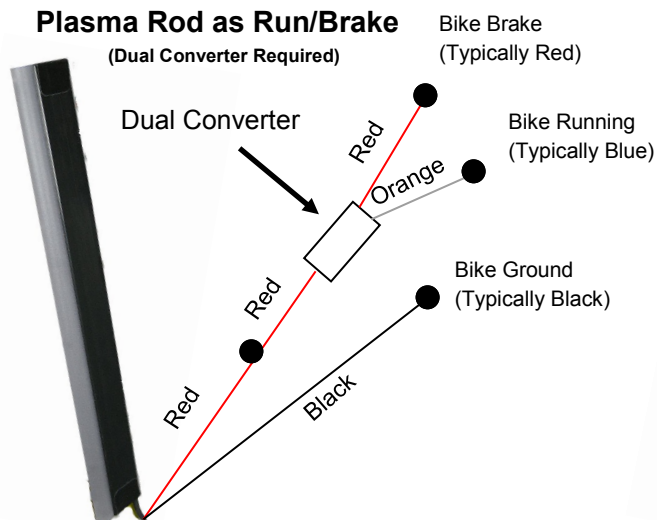 Plasma Rod as Run/Brake
(Dual Converter Required)
Bike Brake
(Typically Red)
Dual Converter
Bike Running
(Typically Blue)
Red
Orange
Bike Ground
(Typically Black)
Red
Red
Black